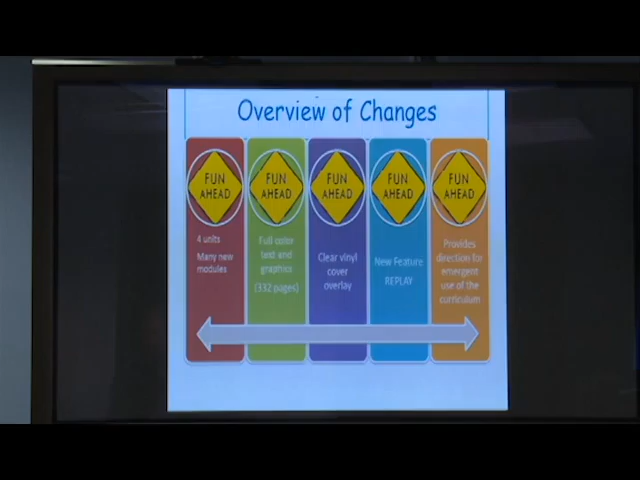 Overview of Changes
FUN
AHEAD
FUN
AHEAD
FUN
AHEAD
FUN
AHEAD
FUN
AHEAD
4 units
Many new
modules
Full color
text and
graphics
(332 pages)
Clear vinyl
cover
overlay
New Feature
REPLAY
Provides
direction for
emergent
use of the
curriculum